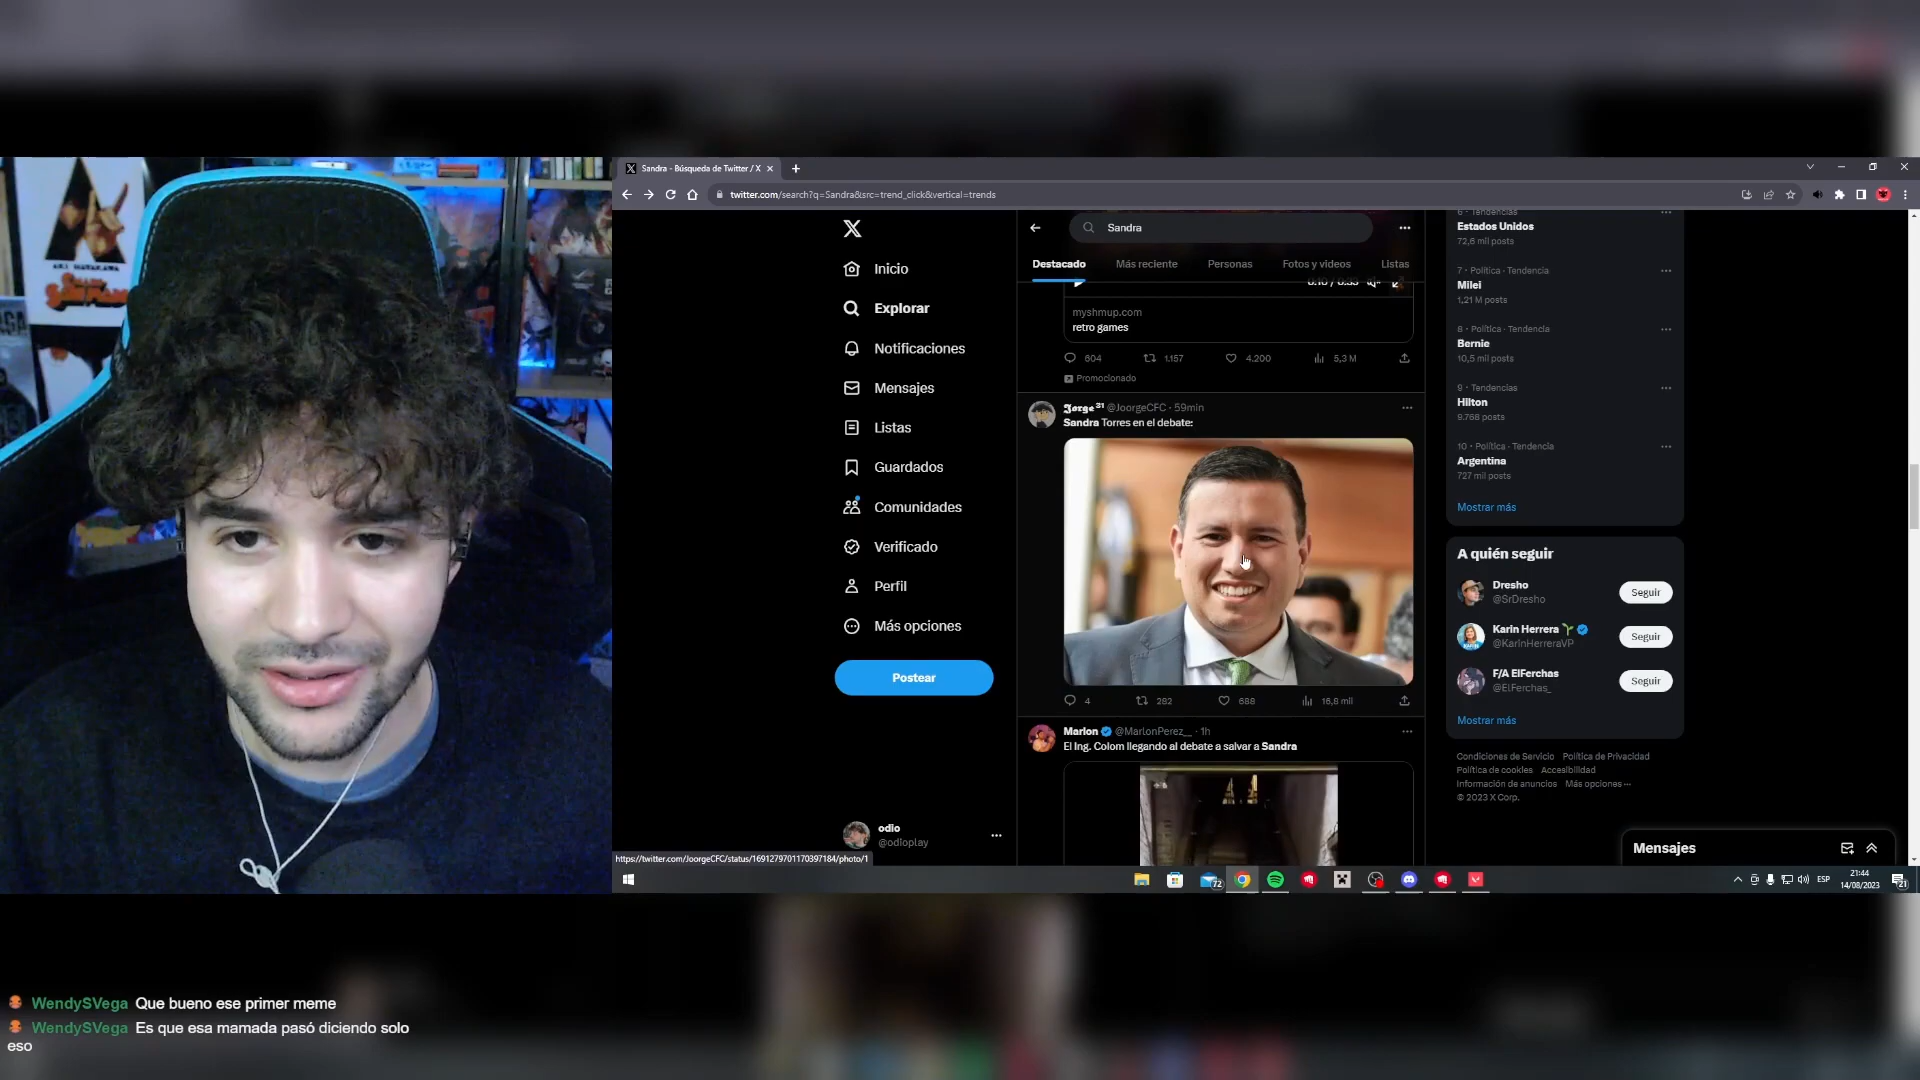 Sandra - Búsqueda de Twitter / X
twitter.com/search?q=Sandra&src=trend_click&vertical=trends
Inicio
Explorar
Notificaciones
Mensajes
Listas
Guardados
Comunidades
Verificado
Perfil
Más opciones
Postear
odio
@odioplay
https://twitter.com/JoorgeCFC/status/1691279701170397184/photo/1
Sandra
Destacado
Más reciente
Personas
Fotos y videos
Listas
myshmup.com
retro games
604
1.157
4.200
5,3 M
Promocionado
Jorge ³¹ @JoorgeCFC · 59min
Sandra Torres en el debate:
4
282
688
16,8 mil
Marlon @MarlonPerez__ · 1h
El Ing. Colom llegando al debate a salvar a Sandra
6 · Tendencias
Estados Unidos
72,6 mil posts
7 · Política · Tendencia
Milei
1,21 M posts
8 · Política · Tendencia
Bernie
10,5 mil posts
9 · Tendencias
Hilton
9.768 posts
10 · Política · Tendencia
Argentina
727 mil posts
Mostrar más
A quién seguir
Dresho
@SrDresho
Seguir
Karin Herrera
@KarinHerreraVP
Seguir
F/A ElFerchas
@ElFerchas_
Seguir
Mostrar más
Condiciones de Servicio Política de Privacidad
Política de cookies Accesibilidad
Información de anuncios Más opciones ···
© 2023 X Corp.
Mensajes
72
ESP
21:44
14/08/2023
21
WendySVega Que bueno ese primer meme
WendySVega Es que esa mamada pasó diciendo solo
eso